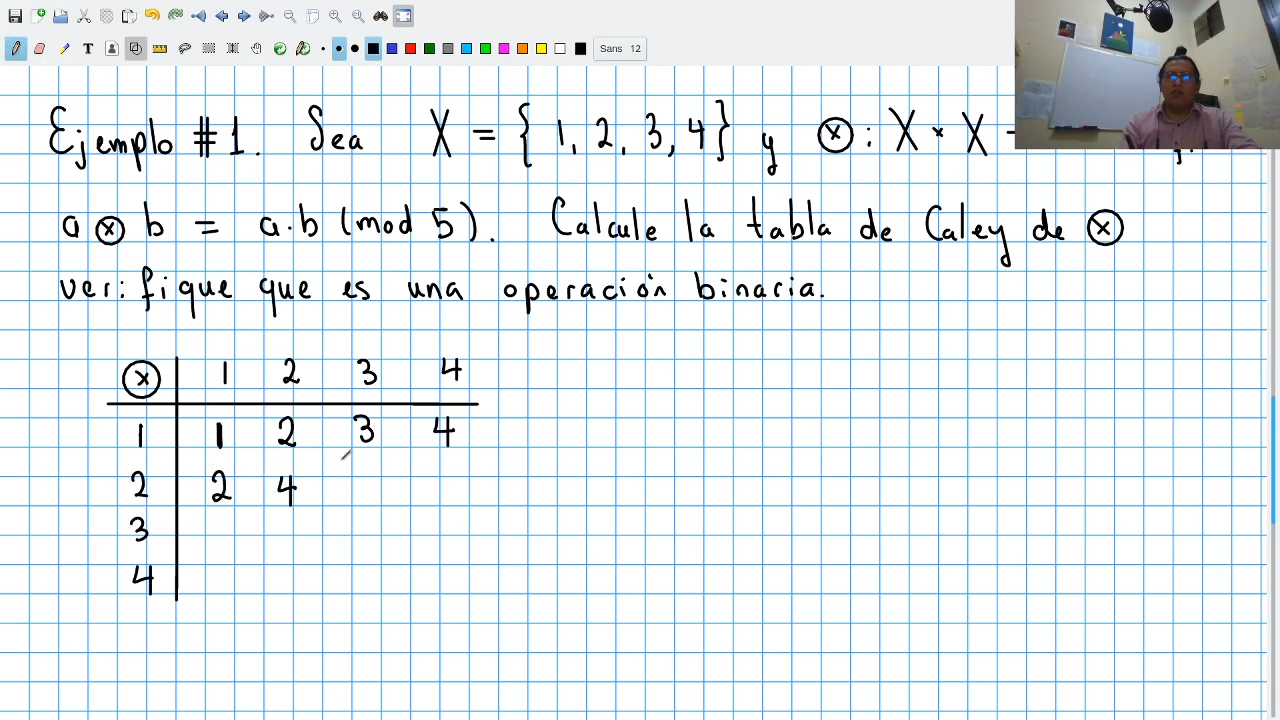 Sans 12
Ejemplo #1. Sea X = { 1, 2, 3, 4 } y ⊗ : X × X
a ⊗ b = a.b (mod 5). Calcule la tabla de Caley de ⊗
verifique que es una operación binaria.
⊗ 1 2 3 4
1 1 2 3 4
2 2 4
3
4